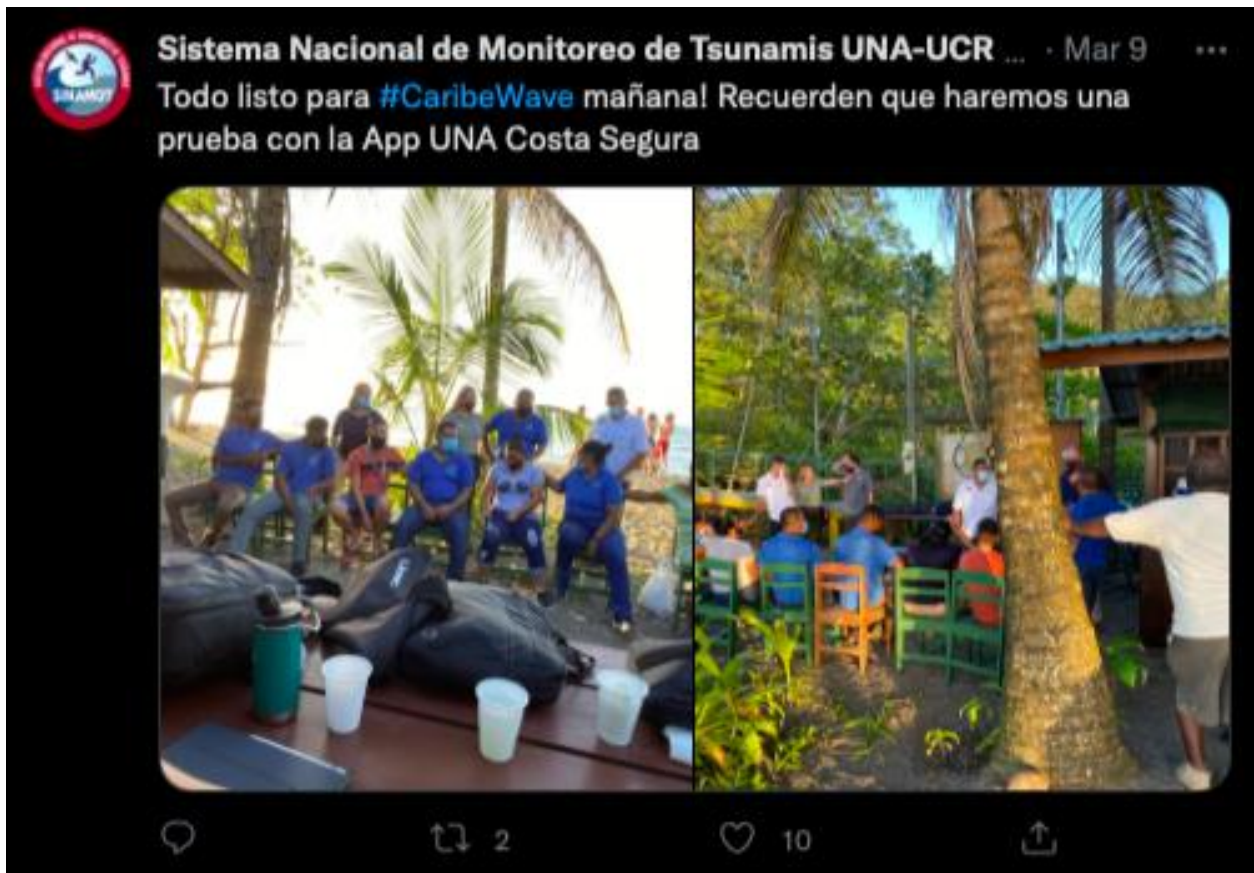 Sistema Nacional de Monitoreo de Tsunamis UNA-UCR ... · Mar 9
Todo listo para #CaribeWave mañana! Recuerden que haremos una
prueba con la App UNA Costa Segura
SINAMOT
2
10